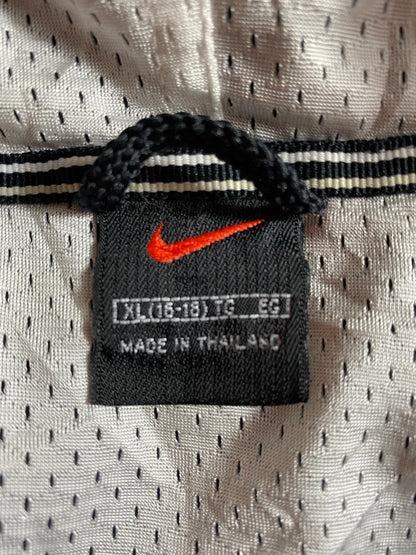 XL(16-18) TG EG
MADE IN THAILAND